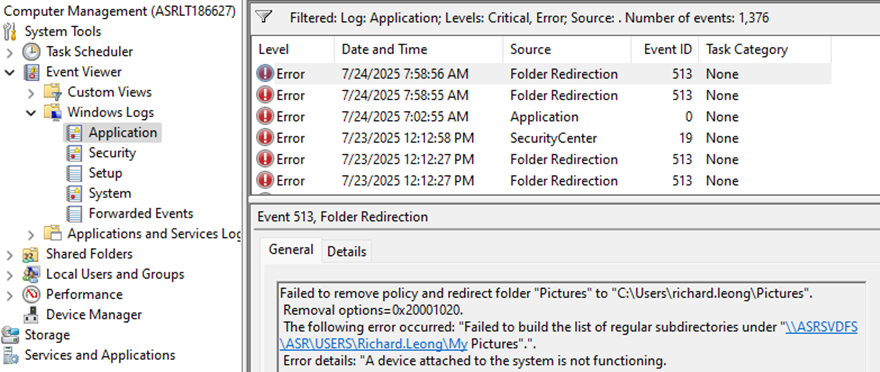 Computer Management (ASRLT186627)
System Tools
Task Scheduler
Event Viewer
Custom Views
Windows Logs
Application
Security
Setup
System
Forwarded Events
Applications and Services Log
Shared Folders
Local Users and Groups
Performance
Device Manager
Storage
Services and Applications
Filtered: Log: Application; Levels: Critical, Error; Source: . Number of events: 1,376
Level Date and Time Source Event ID Task Category
Error 7/24/2025 7:58:56 AM Folder Redirection 513 None
Error 7/24/2025 7:58:55 AM Folder Redirection 513 None
Error 7/24/2025 7:02:55 AM Application 0 None
Error 7/23/2025 12:12:58 PM SecurityCenter 19 None
Error 7/23/2025 12:12:27 PM Folder Redirection 513 None
Error 7/23/2025 12:12:27 PM Folder Redirection 513 None
Event 513, Folder Redirection
General Details
Failed to remove policy and redirect folder "Pictures" to "C:\Users\richard.leong\Pictures".
Removal options=0x20001020.
The following error occurred: "Failed to build the list of regular subdirectories under "\\ASRSVDFS
\ASR\USERS\Richard.Leong\My Pictures"".
Error details: "A device attached to the system is not functioning.